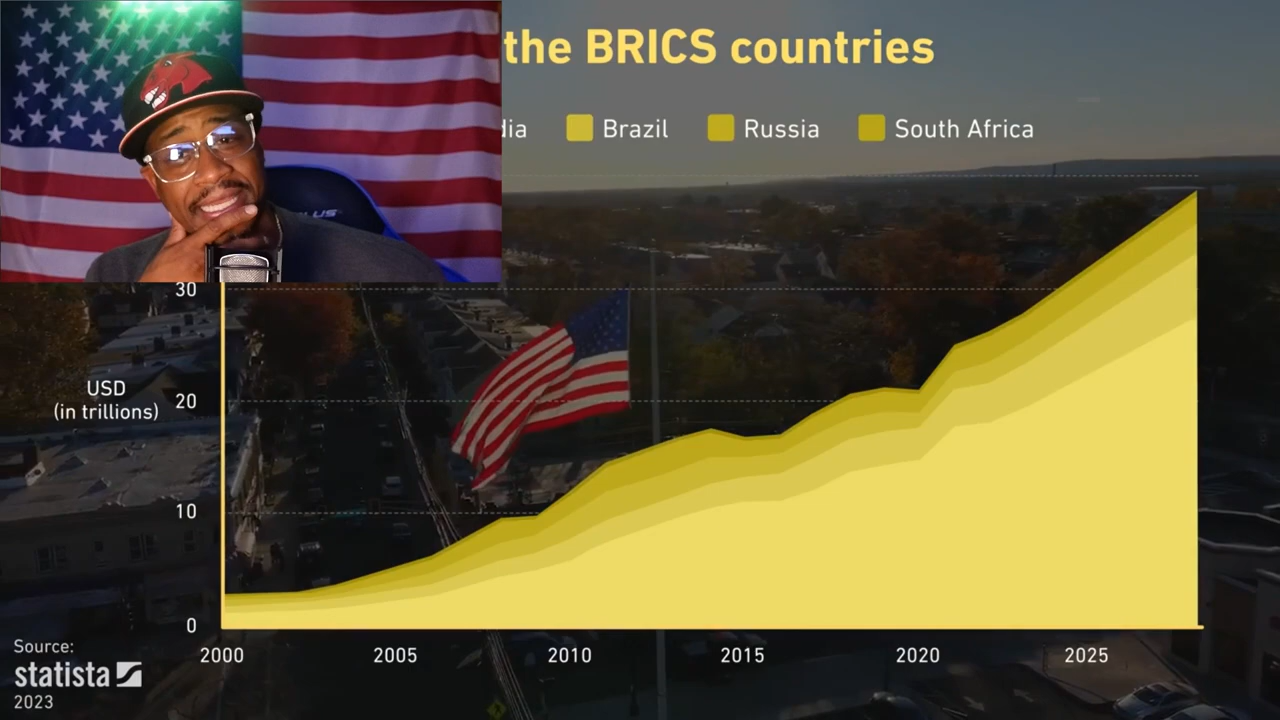 the BRICS countries
dia
Brazil
Russia
South Africa
30
USD
(in trillions)
20
10
0
2000
2005
2010
2015
2020
2025
Source:
statista
2023